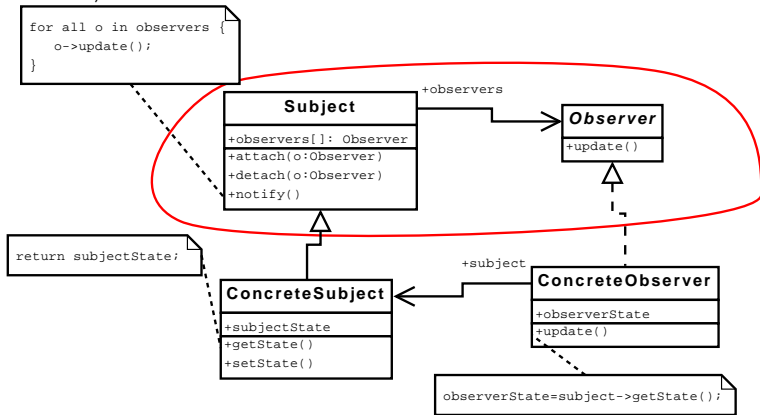 for all o in observers {
o->update();
}
+observers
Subject
+observers[]: Observer
+attach(o:Observer)
+detach(o:Observer)
+notify()
Observer
+update()
return subjectState;
+subject
ConcreteSubject
+subjectState
+getState()
+setState()
ConcreteObserver
+observerState
+update()
observerState=subject->getState();